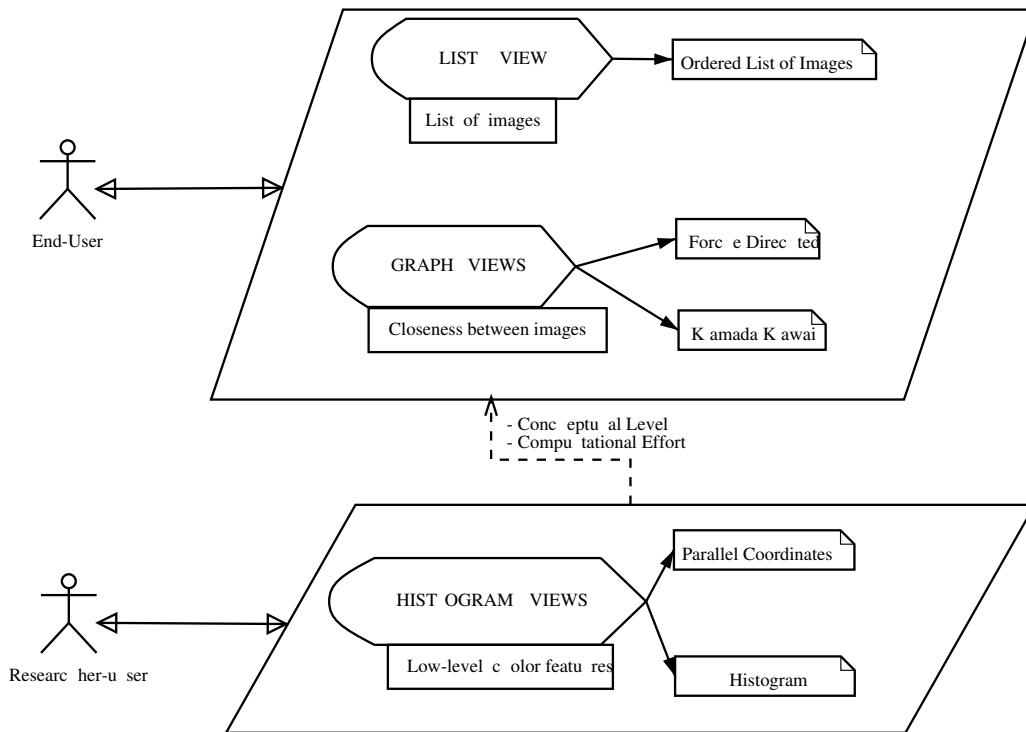 LIST VIEW
Ordered List of Images
List of images
End-User
Forc e Direc ted
GRAPH VIEWS
Closeness between images
K amada K awai
- Conc eptu al Level
- Compu tational Effort
Parallel Coordinates
HIST OGRAM VIEWS
Researc her-u ser
Low-level c olor featu res
Histogram